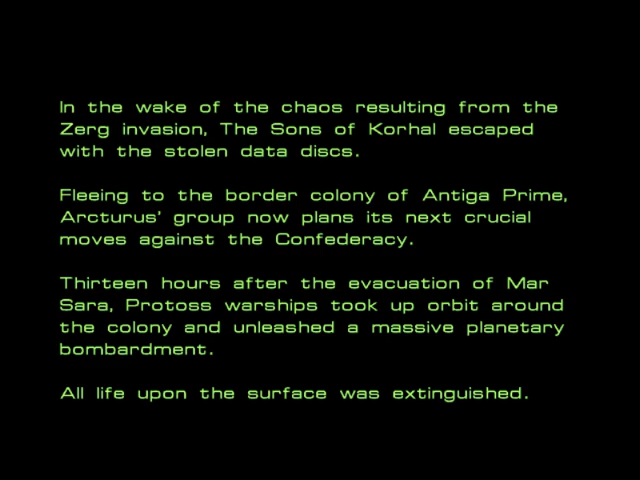 In the wake of the chaos resulting from the
Zerg invasion, The Sons of Korhal escaped
with the stolen data discs.
Fleeing to the border colony of Antiga Prime,
Arcturus' group now plans its next crucial
moves against the Confederacy.
Thirteen hours after the evacuation of Mar
Sara, Protoss warships took up orbit around
the colony and unleashed a massive planetary
bombardment.
All life upon the surface was extinguished.